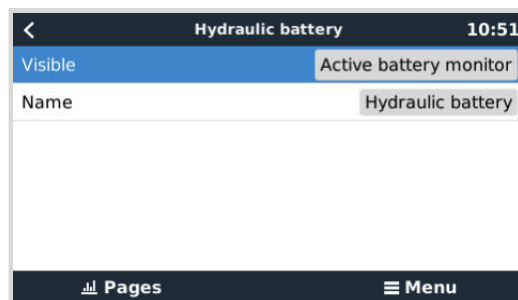 Hydraulic battery 10:51
Visible Active battery monitor
Name Hydraulic battery
Pages Menu